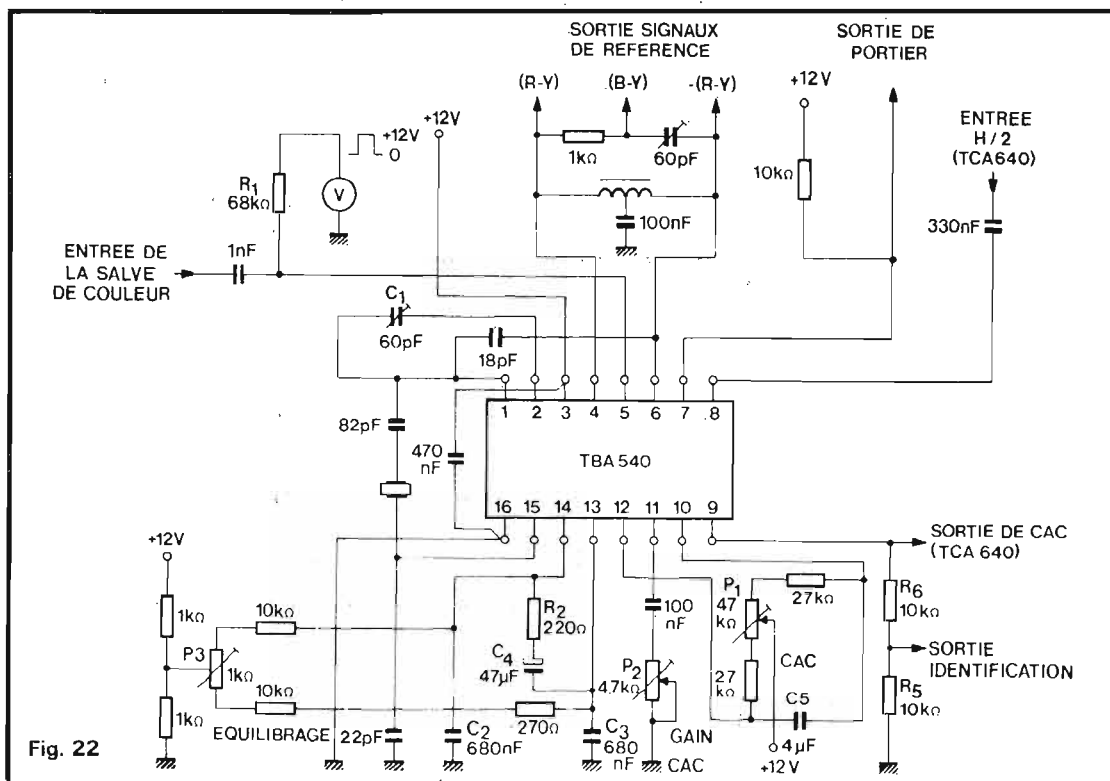 SORTIE SIGNAUX
DE REFERENCE
SORTIE DE
PORTIER
(R-Y)
(B-Y)
-(R-Y)
+12V
ENTREE
H/2
(TCA640)
+12V
+12V
0
1kΩ
60pF
10kΩ
R1
68kΩ
V
100nF
330nF
1nF
ENTREE DE
LA SALVE
DE COULEUR
C1
60pF
18pF
1 2 3 4 5 6 7 8
82pF
470
nF
TBA 540
16 15 14 13 12 11 10 9
SORTIE DE CAC
(TCA 640)
+12V
1kΩ
10kΩ
R2
220Ω
100
nF
P1
47
kΩ
27kΩ
R6
10kΩ
P3
1kΩ
C4
47µF
P2
4,7kΩ
CAC
SORTIE
IDENTIFICATION
27
kΩ
1kΩ
10kΩ
270Ω
C5
R5
10kΩ
EQUILIBRAGE
22pF
C2
680nF
C3
680
nF
GAIN
CAC
4µF
+12V
Fig. 22